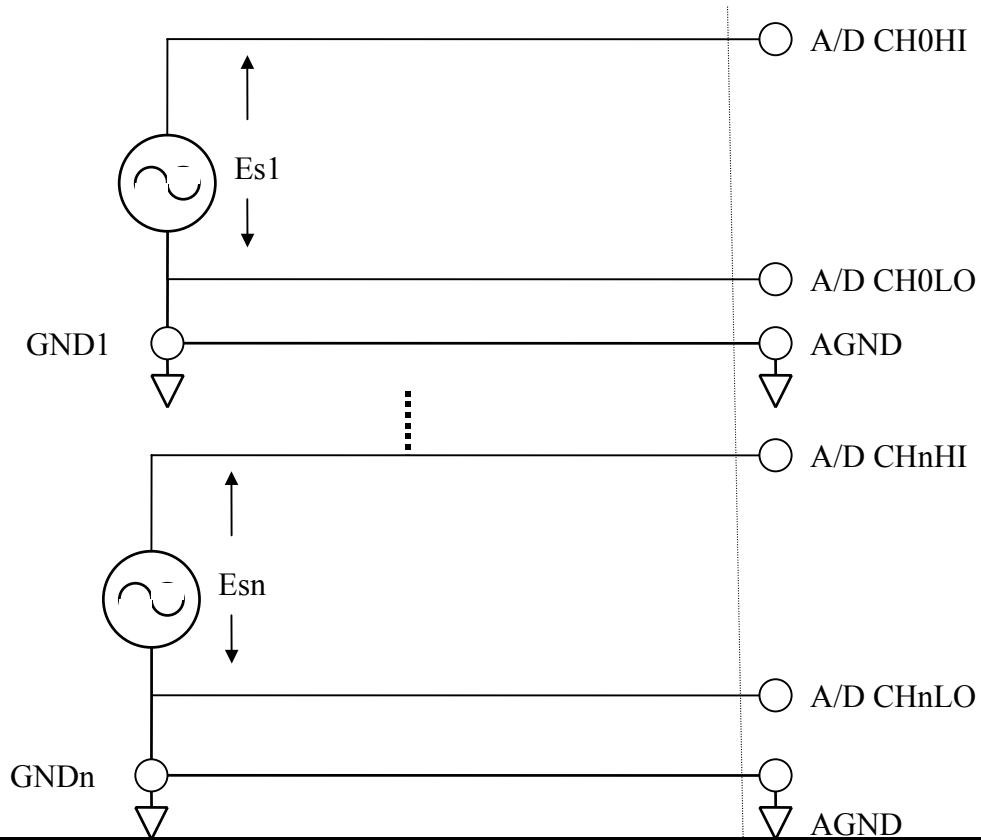 A/D CH0HI
Es1
A/D CH0LO
GND1
AGND
A/D CHnHI
Esn
A/D CHnLO
GNDn
AGND